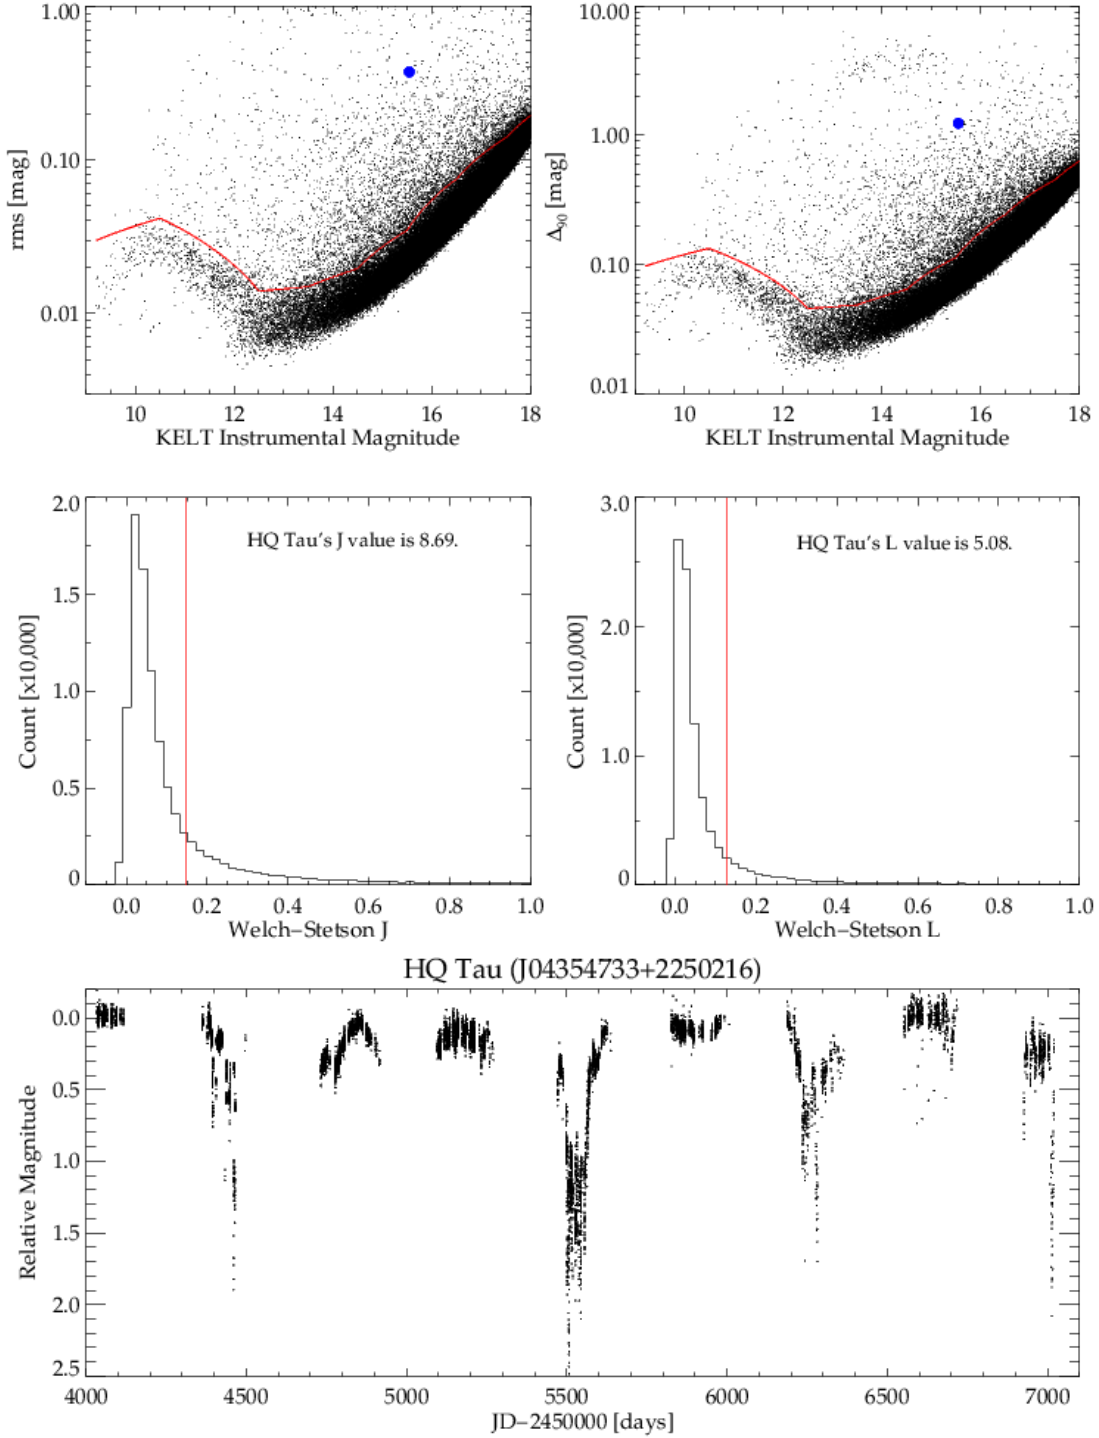 1.00
0.10
0.01
rms [mag]
10 12 14 16 18
KELT Instrumental Magnitude
10.00
1.00
0.10
0.01
Δ90 [mag]
10 12 14 16 18
KELT Instrumental Magnitude
2.0
1.5
1.0
0.5
0
Count [x10,000]
HQ Tau's J value is 8.69.
0.0 0.2 0.4 0.6 0.8 1.0
Welch–Stetson J
3.0
2.0
1.0
0
Count [x10,000]
HQ Tau's L value is 5.08.
0.0 0.2 0.4 0.6 0.8 1.0
Welch–Stetson L
HQ Tau (J04354733+2250216)
0.0
0.5
1.0
1.5
2.0
2.5
Relative Magnitude
4000 4500 5000 5500 6000 6500 7000
JD–2450000 [days]